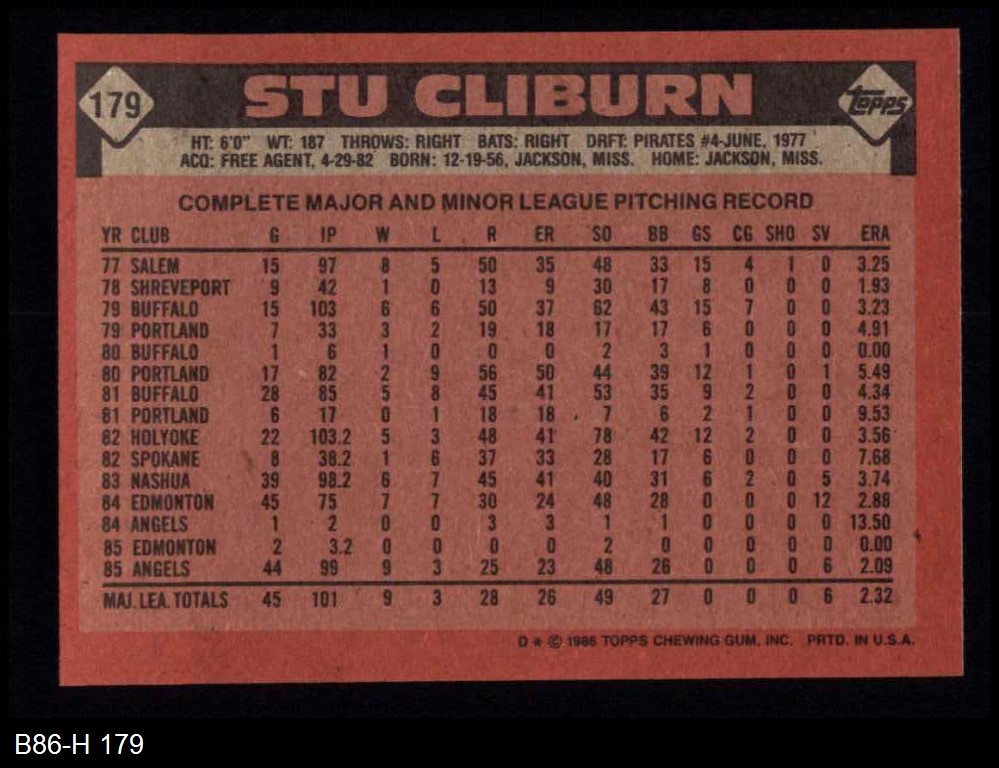 179 STU CLIBURN Topps
HT: 6'0" WT: 187 THROWS: RIGHT BATS: RIGHT DRFT: PIRATES #4-JUNE, 1977
ACQ: FREE AGENT, 4-29-82 BORN: 12-19-56, JACKSON, MISS. HOME: JACKSON, MISS.
COMPLETE MAJOR AND MINOR LEAGUE PITCHING RECORD
YR CLUB G IP W L R ER SO BB GS CG SHO SV ERA
77 SALEM 15 97 8 5 50 35 48 33 15 4 1 0 3.25
78 SHREVEPORT 9 42 1 0 13 9 30 17 8 0 0 0 1.93
79 BUFFALO 15 103 6 6 50 37 62 43 15 7 0 0 3.23
79 PORTLAND 7 33 3 2 19 18 17 17 6 0 0 0 4.91
80 BUFFALO 1 6 1 0 0 0 2 3 1 0 0 0 0.00
80 PORTLAND 17 82 2 9 56 50 44 39 12 1 0 1 5.49
81 BUFFALO 28 85 5 8 45 41 53 35 9 2 0 0 4.34
81 PORTLAND 6 17 0 1 18 18 7 6 2 1 0 0 9.53
82 HOLYOKE 22 103.2 5 3 48 41 78 42 12 2 0 0 3.56
82 SPOKANE 8 38.2 1 6 37 33 28 17 6 0 0 0 7.68
83 NASHUA 39 98.2 6 7 45 41 40 31 6 2 0 5 3.74
84 EDMONTON 45 75 7 7 30 24 48 28 0 0 0 12 2.88
84 ANGELS 1 2 0 0 3 3 1 1 0 0 0 0 13.50
85 EDMONTON 2 3.2 0 0 0 0 2 0 0 0 0 0 0.00
85 ANGELS 44 99 9 3 25 23 48 26 0 0 0 6 2.09
MAJ. LEA. TOTALS 45 101 9 3 28 26 49 27 0 0 0 6 2.32
D * © 1986 TOPPS CHEWING GUM, INC. PRTD. IN U.S.A.
B86-H 179